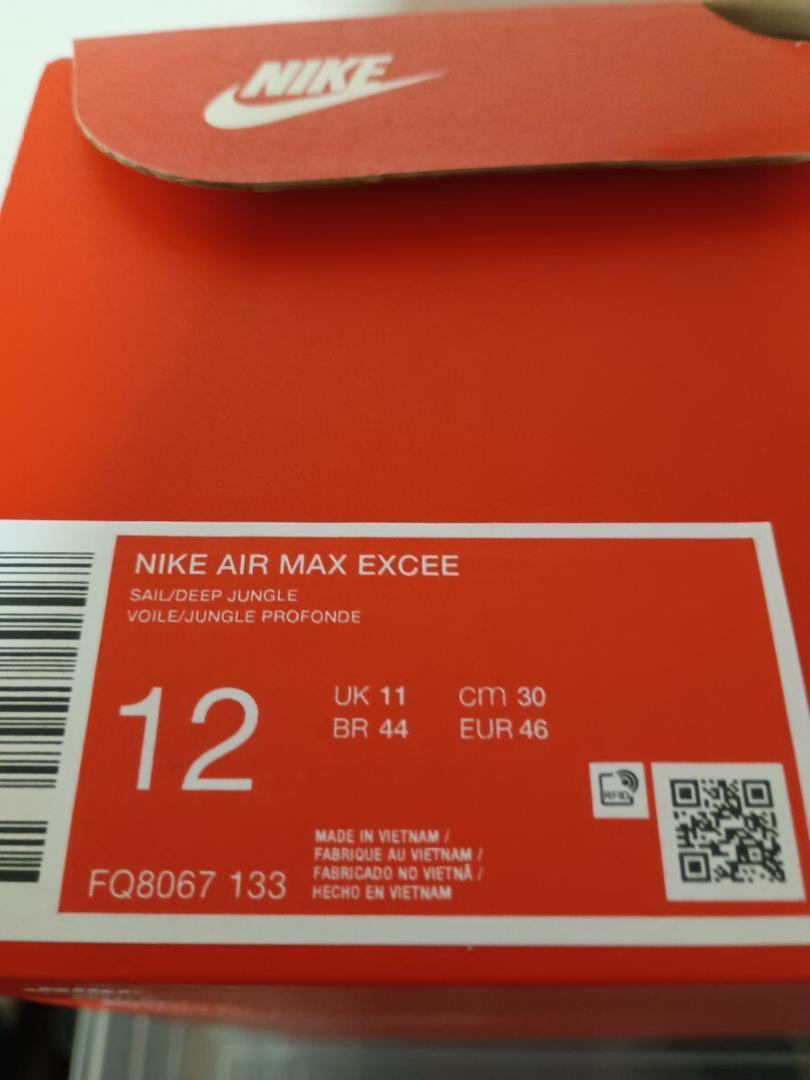 NIKE
NIKE AIR MAX EXCEE
SAIL/DEEP JUNGLE
VOILE/JUNGLE PROFONDE
12
UK 11 cm 30
BR 44 EUR 46
RFID
MADE IN VIETNAM /
FABRIQUE AU VIETNAM /
FABRICADO NO VIETNÃ /
HECHO EN VIETNAM
FQ8067 133